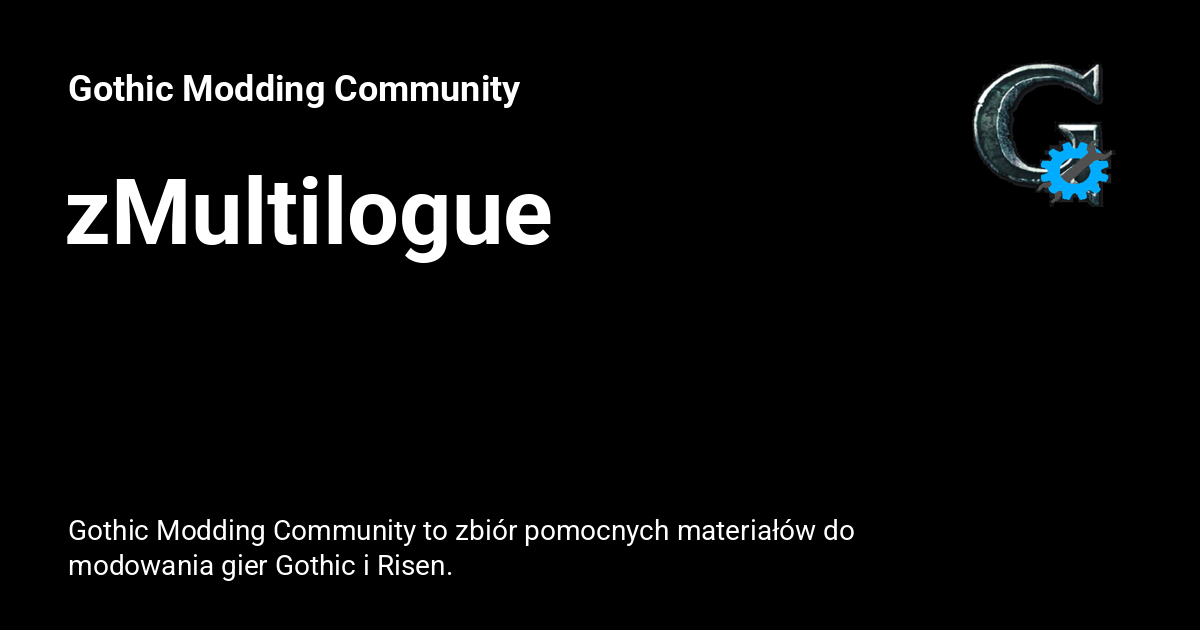 Gothic Modding Community
zMultilogue
Gothic Modding Community to zbiór pomocnych materiałów do
modowania gier Gothic i Risen.